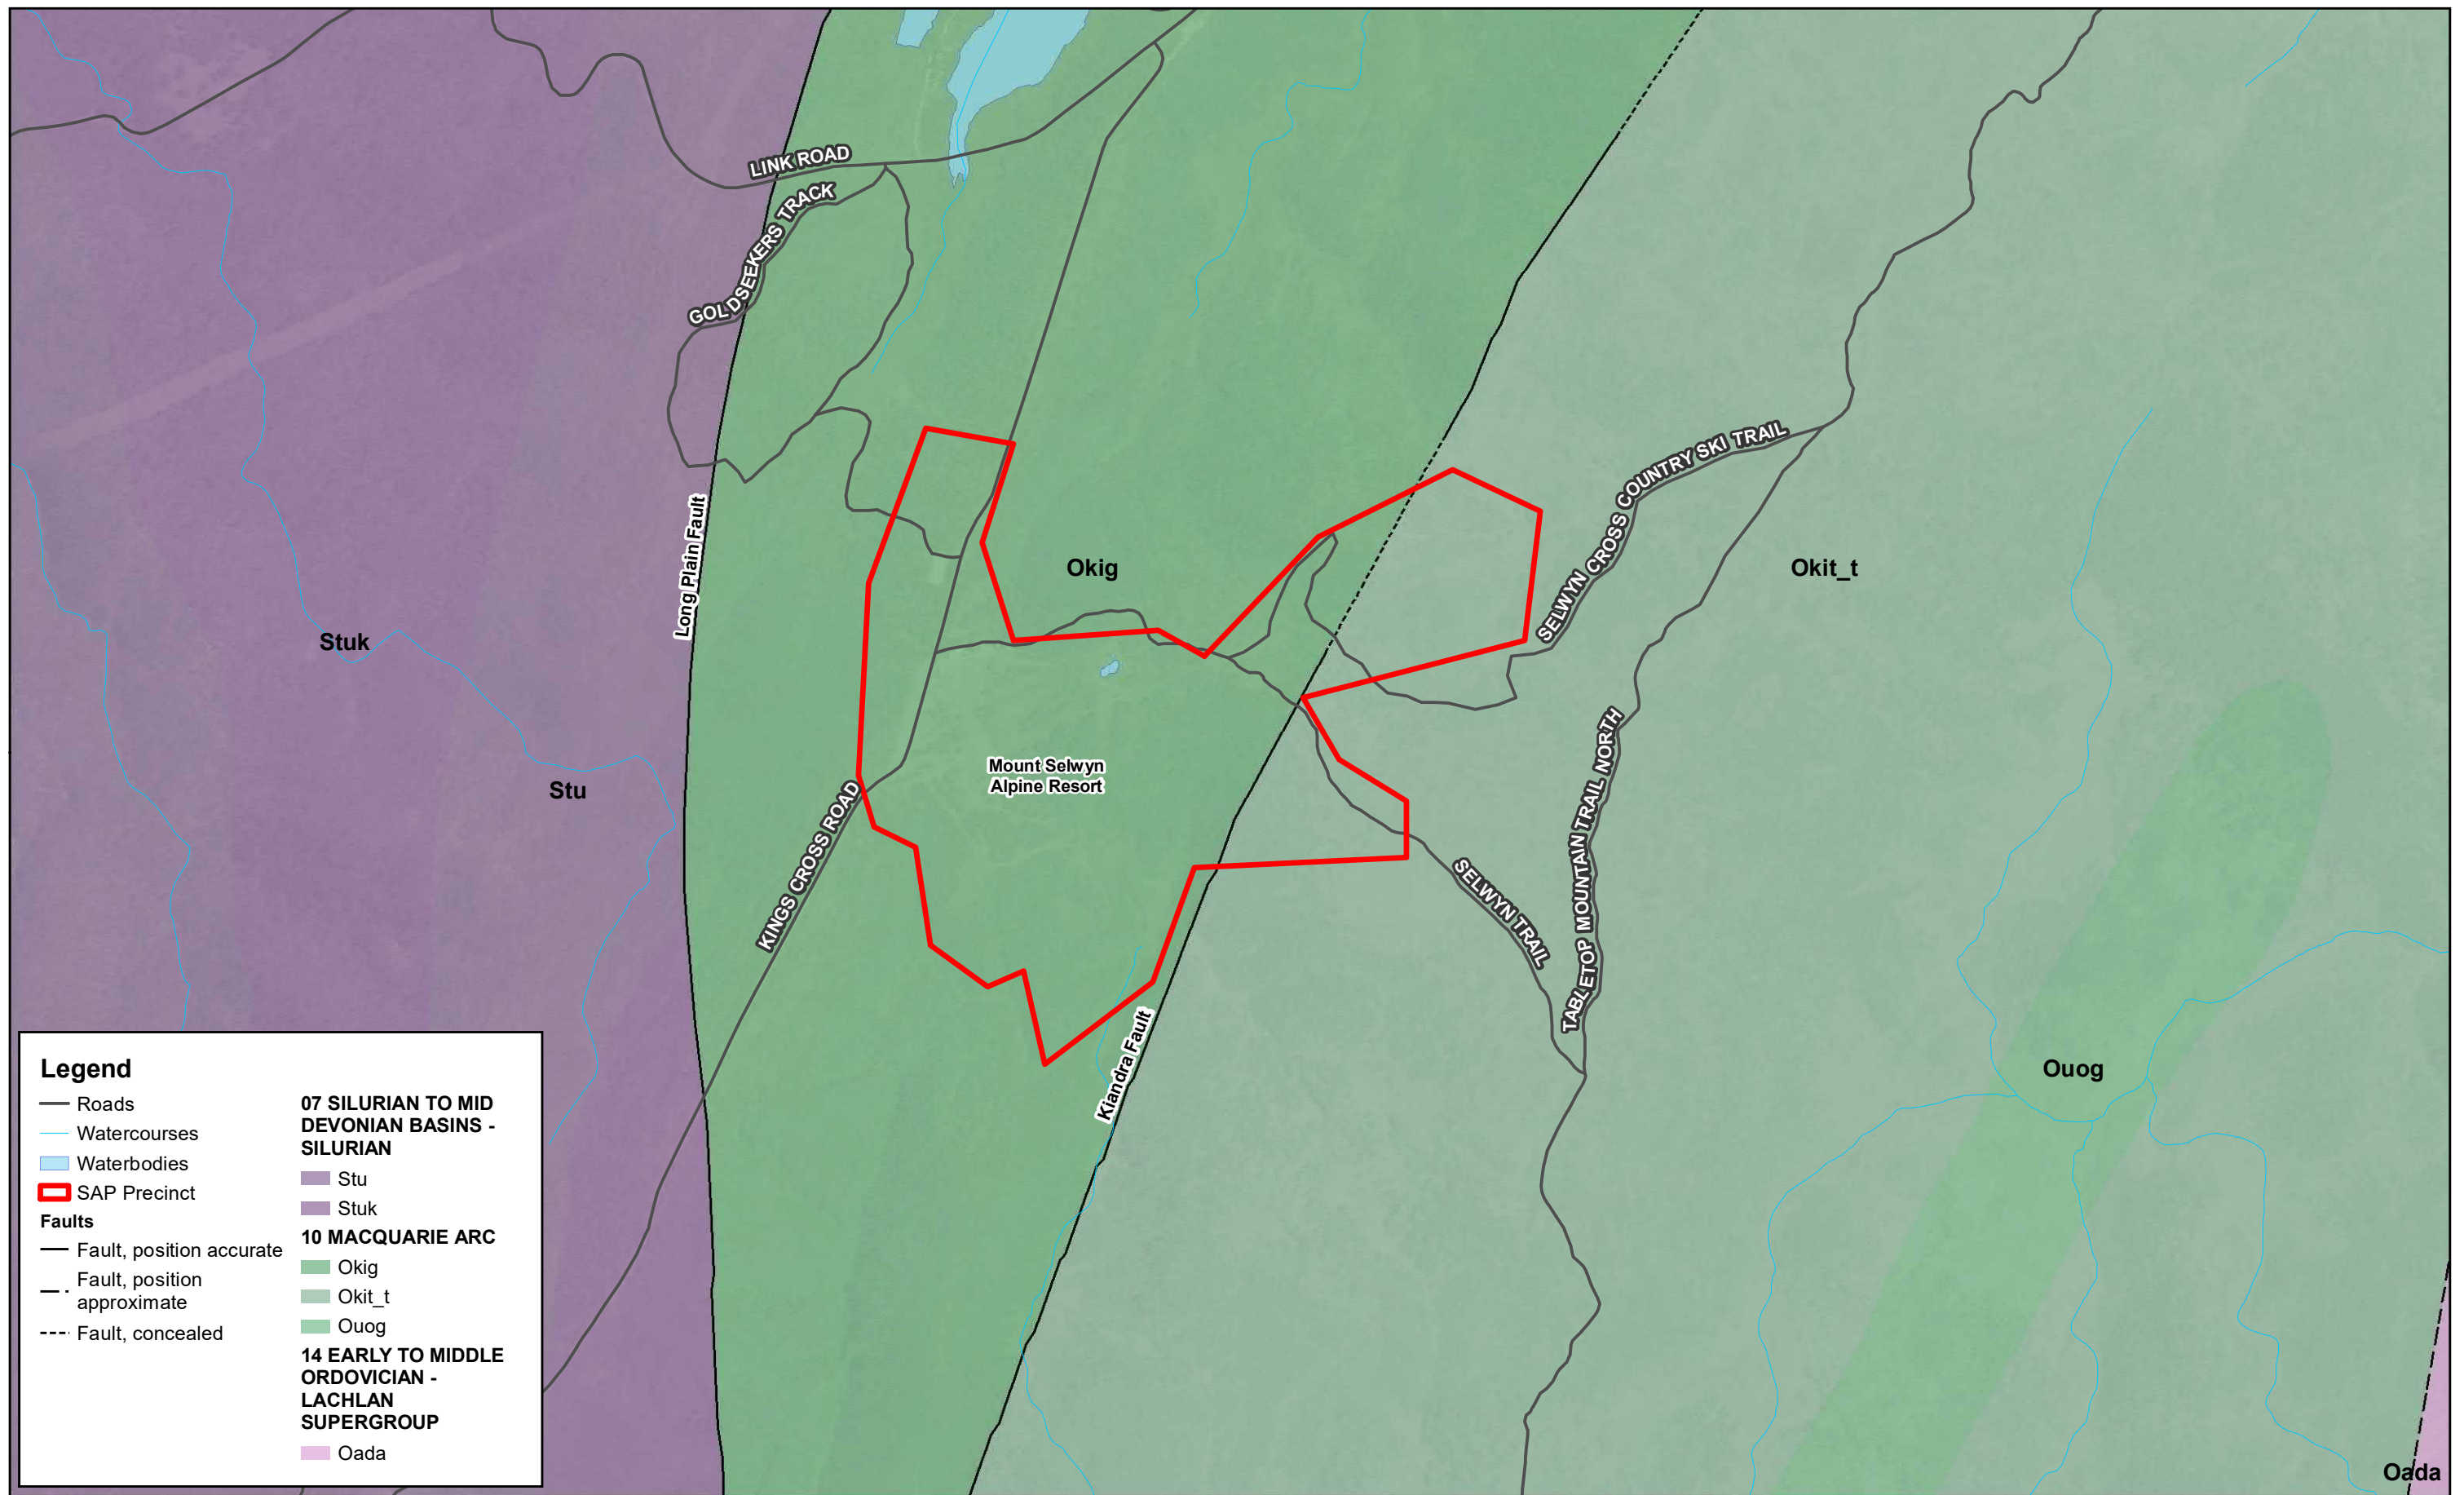 LINK ROAD
GOLDSEEKERS TRACK
SELWYN CROSS COUNTRY SKI TRAIL
Long Plain Fault
Okig
Okit_t
Stuk
Stu
Mount Selwyn
Alpine Resort
KINGS CROSS ROAD
TABLETOP MOUNTAIN TRAIL NORTH
SELWYN TRAIL
Kiandra Fault
Ouog
Oada
Legend
Roads
Watercourses
Waterbodies
SAP Precinct
Faults
Fault, position accurate
Fault, position
approximate
Fault, concealed
07 SILURIAN TO MID
DEVONIAN BASINS -
SILURIAN
Stu
Stuk
10 MACQUARIE ARC
Okig
Okit_t
Ouog
14 EARLY TO MIDDLE
ORDOVICIAN -
LACHLAN
SUPERGROUP
Oada